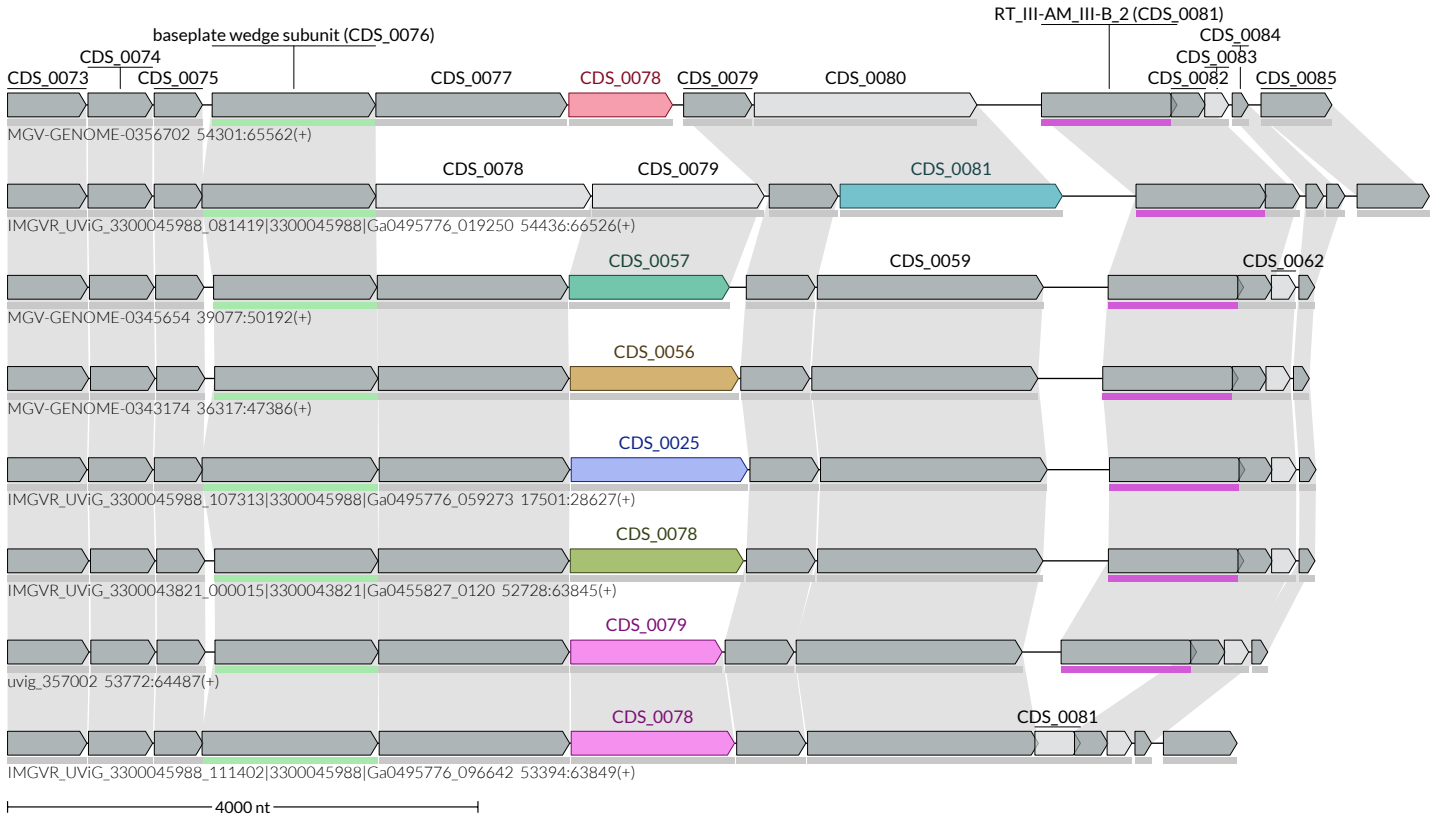 RT_III-AM_III-B_2 (CDS_0081)
baseplate wedge subunit (CDS_0076) CDS_0084
CDS_0074 CDS_0083
CDS_0073 CDS_0075 CDS_0077 CDS_0078 CDS_0079 CDS_0080 CDS_0082 CDS_0085
MGV-GENOME-0356702 54301:65562(+)
CDS_0078 CDS_0079 CDS_0081
IMGVR_UViG_3300045988_081419|3300045988|Ga0495776_019250 54436:66526(+)
CDS_0057 CDS_0059 CDS_0062
MGV-GENOME-0345654 39077:50192(+)
CDS_0056
MGV-GENOME-0343174 36317:47386(+)
CDS_0025
IMGVR_UViG_3300045988_107313|3300045988|Ga0495776_059273 17501:28627(+)
CDS_0078
IMGVR_UViG_3300043821_000015|3300043821|Ga0455827_0120 52728:63845(+)
CDS_0079
uvig_357002 53772:64487(+)
CDS_0078 CDS_0081
IMGVR_UViG_3300045988_111402|3300045988|Ga0495776_096642 53394:63849(+)
4000 nt